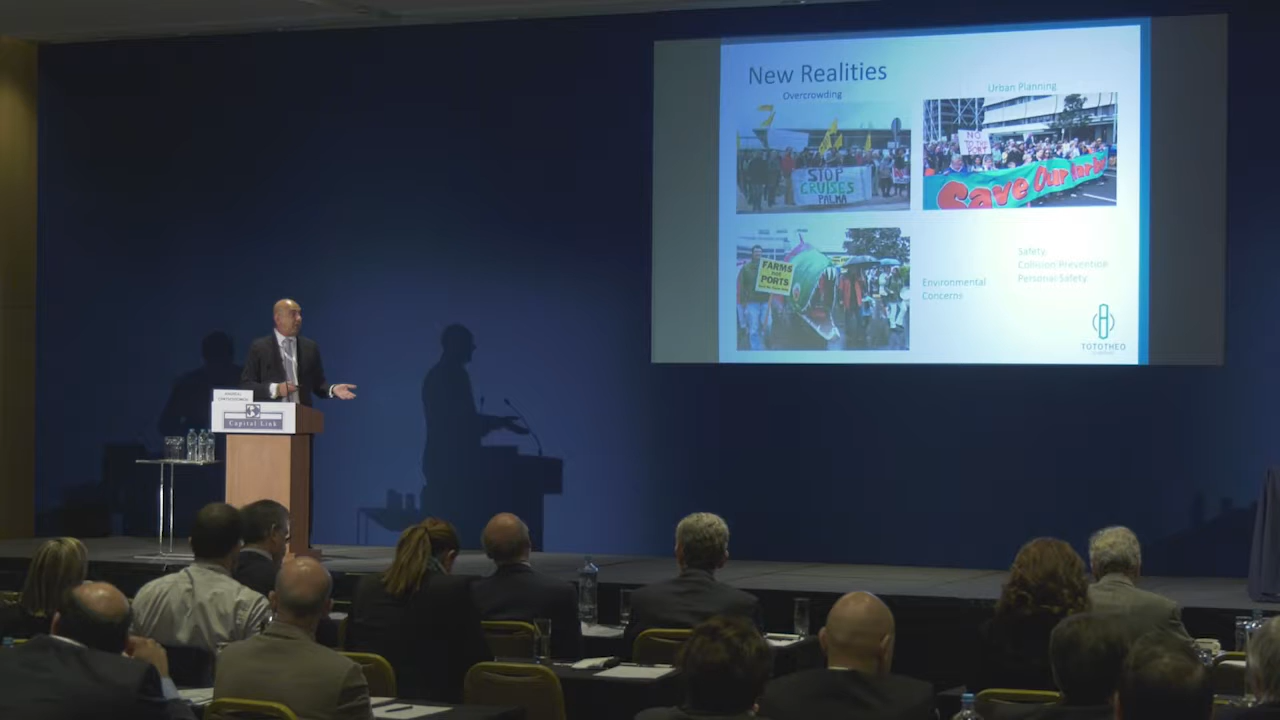 New Realities
Overcrowding
Urban Planning
STOP
CRUISES
PALMA
NO
Save Our
FARMS
not
PORTS
Safety
Collision Prevention
Personal Safety
Environmental
Concerns
TOTOTHEO
Capital Link